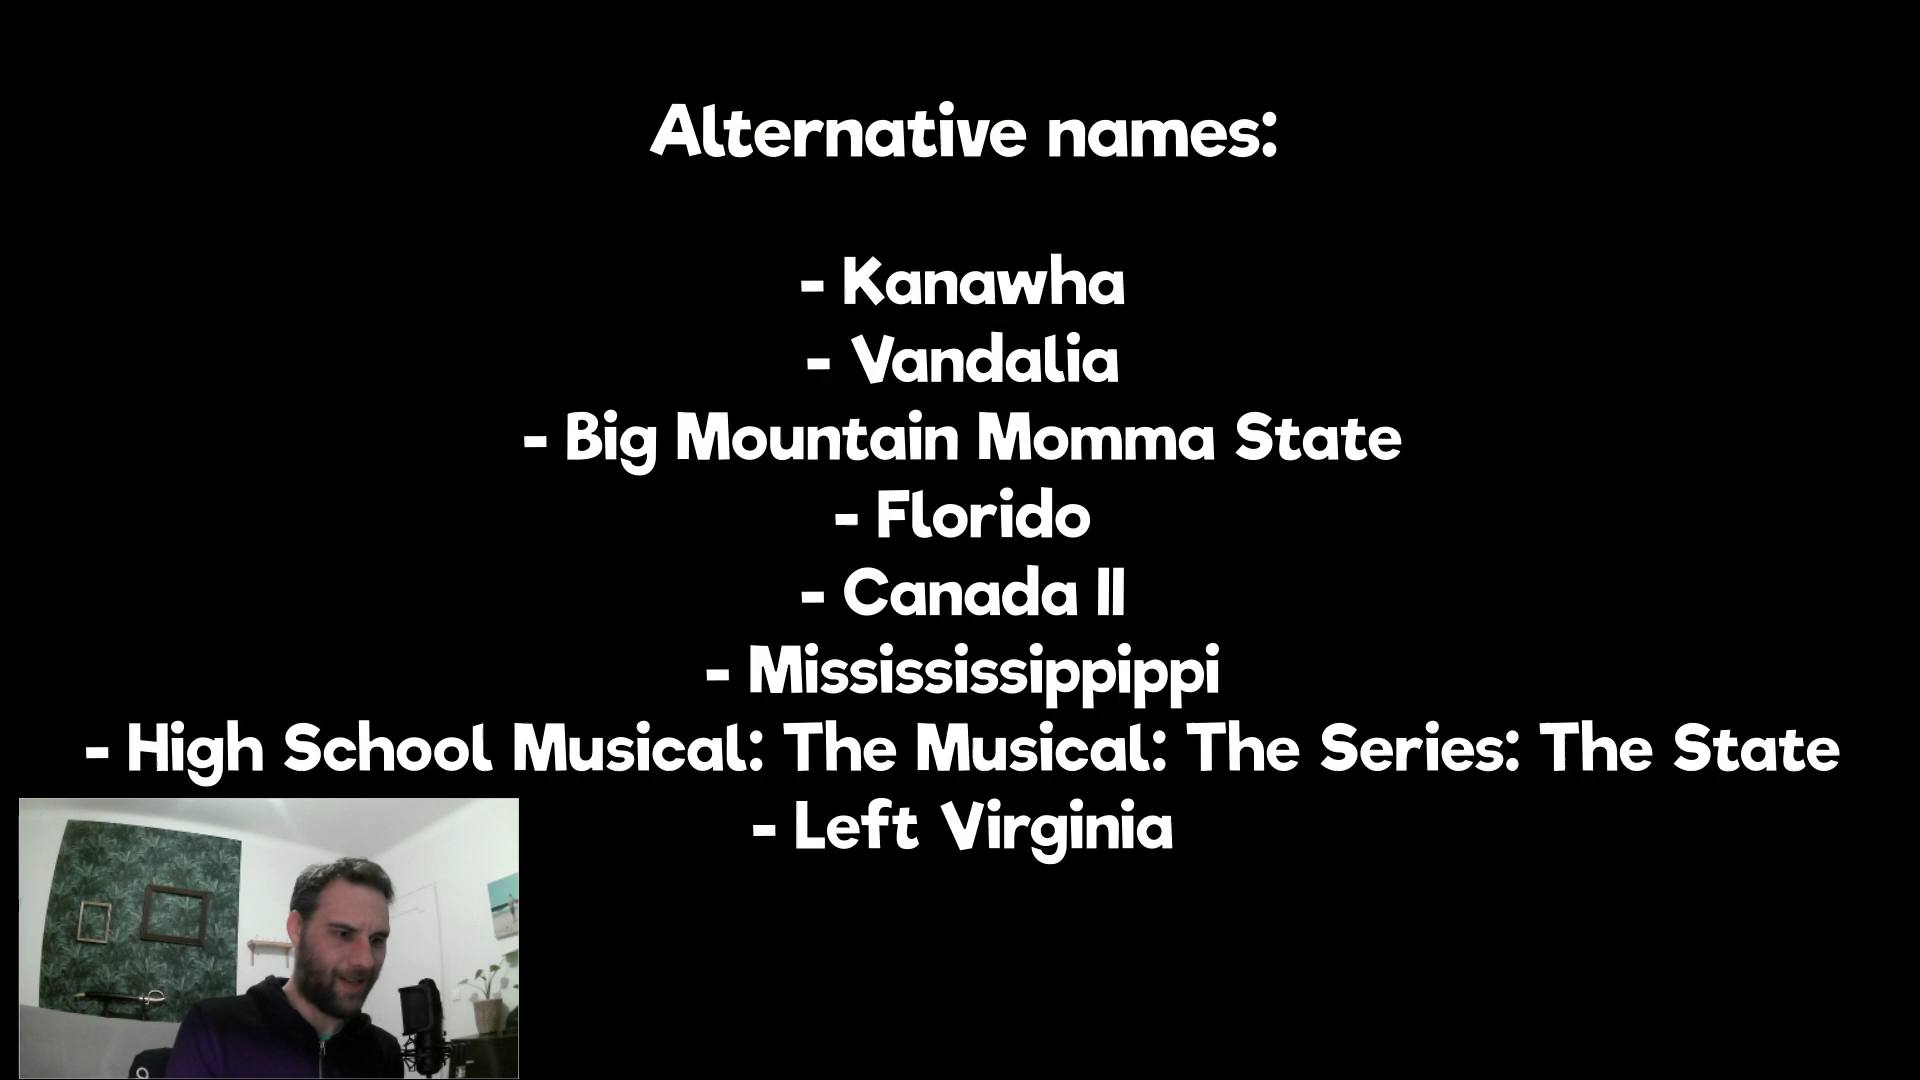 Alternative names:
- Kanawha
- Vandalia
- Big Mountain Momma State
- Florido
- Canada II
- Missississississippippi
- High School Musical: The Musical: The Series: The State
- Left Virginia